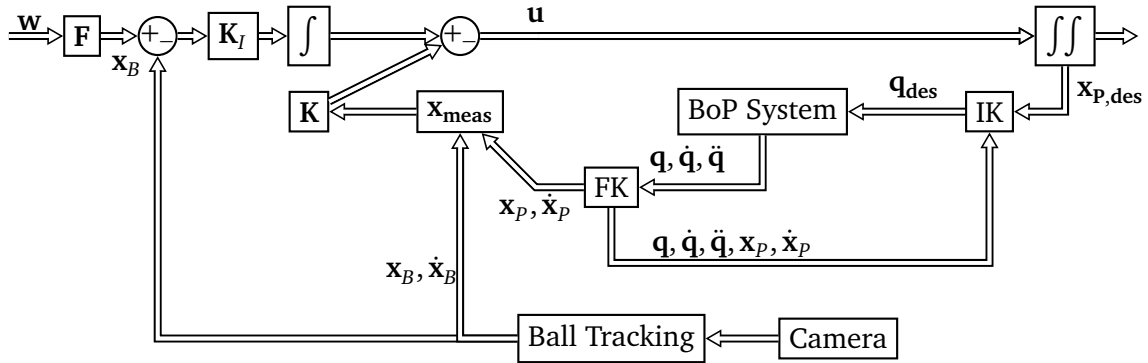 w
F
+
−
K_I
∫
+
−
u
∫∫
x_B
x_P,des
q_des
K
x_meas
BoP System
IK
q, q̇, q̈
FK
x_P, ẋ_P
q, q̇, q̈, x_P, ẋ_P
x_B, ẋ_B
Ball Tracking
Camera